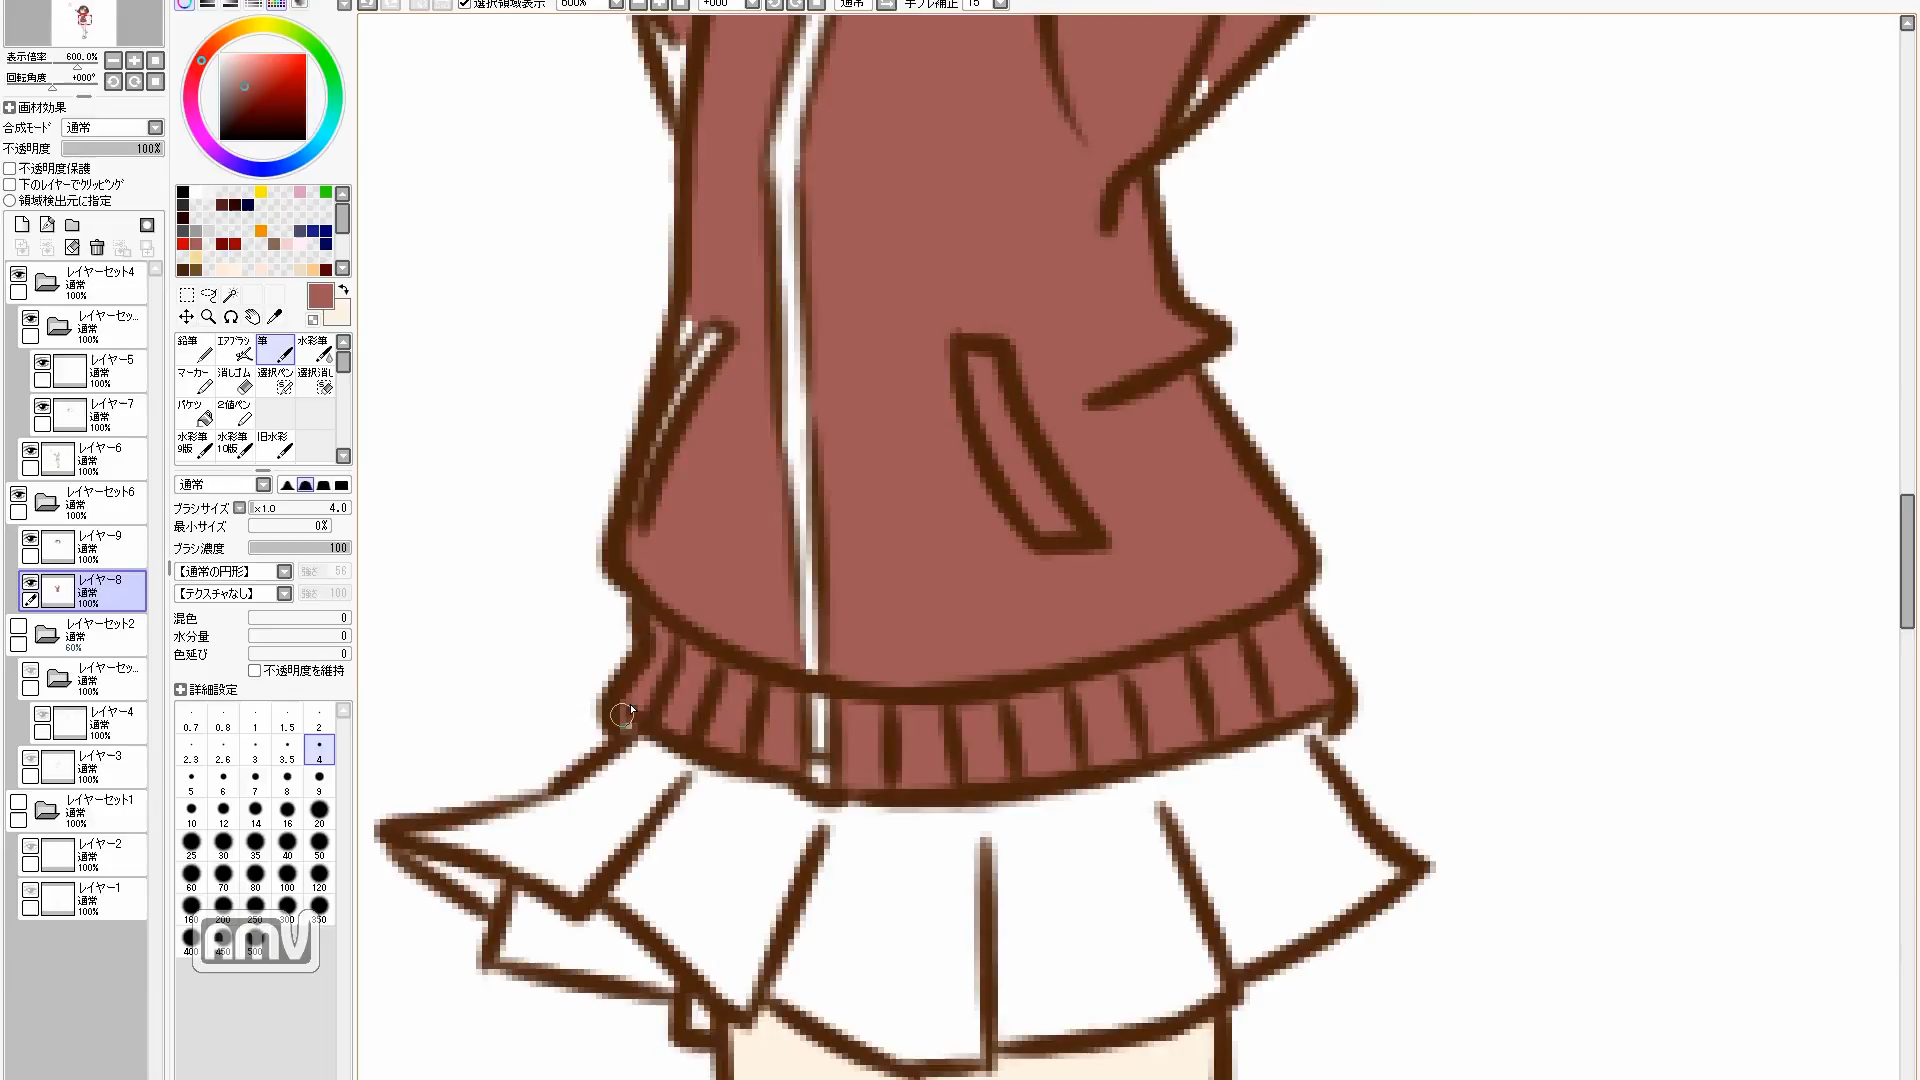 選択領域表示 600% +000° 通常 手ブレ補正 15
表示倍率 600.0%
回転角度 +000°
画材効果
合成モード 通常
不透明度 100%
不透明度保護
下のレイヤーでクリッピング
領域検出元に指定
レイヤーセット4
通常
100%
レイヤーセッ...
通常
100%
レイヤー5
通常
100%
レイヤー7
通常
100%
レイヤー6
通常
100%
レイヤーセット6
通常
100%
レイヤー9
通常
100%
レイヤー8
通常
100%
レイヤーセット2
通常
60%
レイヤーセッ...
通常
100%
レイヤー4
通常
100%
レイヤー3
通常
100%
レイヤーセット1
通常
100%
レイヤー2
通常
100%
レイヤー1
通常
100%
鉛筆 エアブラシ 筆 水彩筆
マーカー 消しゴム 選択ペン 選択消し
バケツ 2値ペン
水彩筆 水彩筆 旧水彩
9版 10版
通常
ブラシサイズ ×1.0 4.0
最小サイズ 0%
ブラシ濃度 100
【通常の円形】 強さ 56
【テクスチャなし】 強さ 100
混色 0
水分量 0
色延び 0
不透明度を維持
詳細設定
0.7 0.8 1 1.5 2
2.3 2.6 3 3.5 4
5 6 7 8 9
10 12 14 16 20
25 30 35 40 50
60 70 80 100 120
160 200 250 300 350
400 450 500
AMV